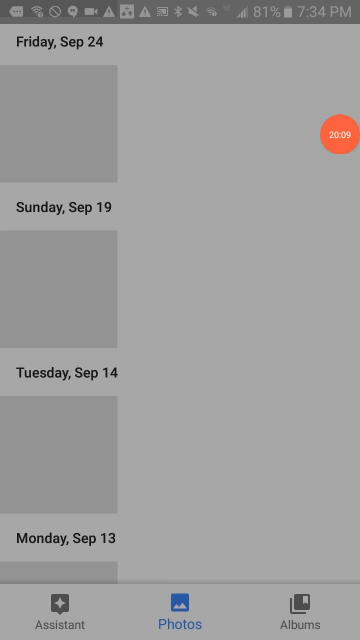 81% 7:34 PM
Friday, Sep 24
20:09
Sunday, Sep 19
Tuesday, Sep 14
Monday, Sep 13
Assistant Photos Albums